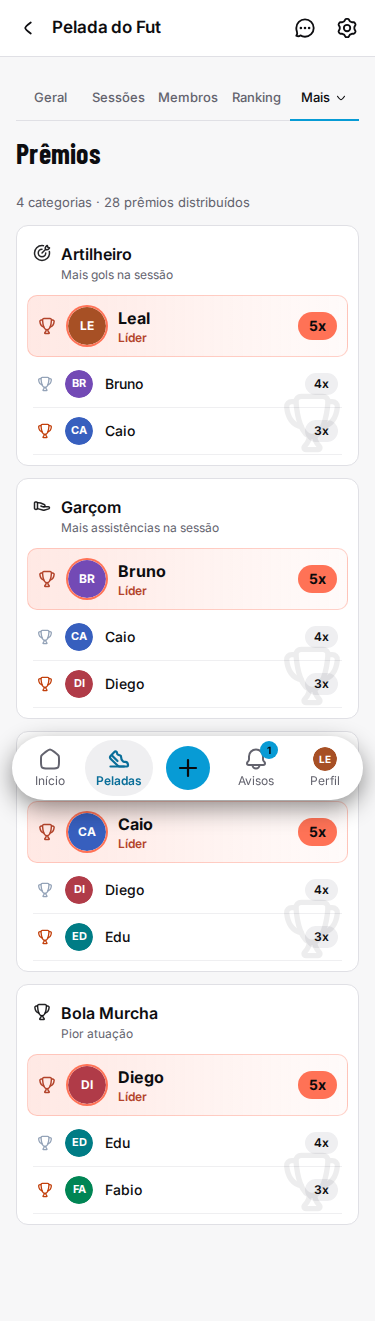 Pelada do Fut
Geral Sessões Membros Ranking Mais
Prêmios
4 categorias · 28 prêmios distribuídos
Artilheiro
Mais gols na sessão
LE Leal 5x
Líder
BR Bruno 4x
CA Caio 3x
Garçom
Mais assistências na sessão
BR Bruno 5x
Líder
CA Caio 4x
DI Diego 3x
1
LE
Início Peladas Avisos Perfil
CA Caio 5x
Líder
DI Diego 4x
ED Edu 3x
Bola Murcha
Pior atuação
DI Diego 5x
Líder
ED Edu 4x
FA Fabio 3x